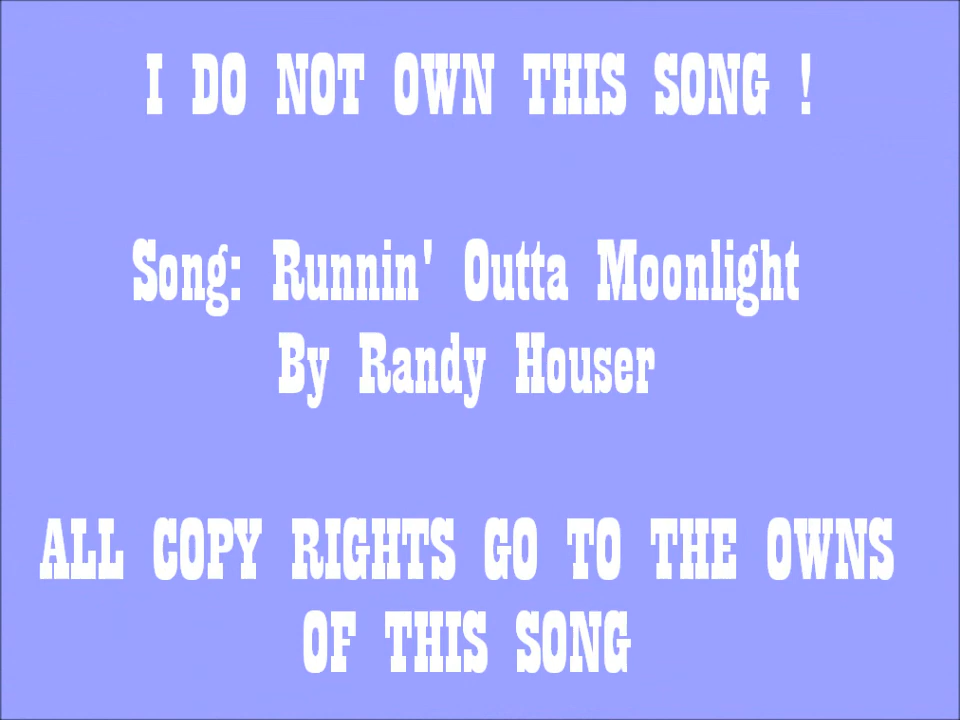 I DO NOT OWN THIS SONG !
Song: Runnin' Outta Moonlight
By Randy Houser
ALL COPY RIGHTS GO TO THE OWNS
OF THIS SONG